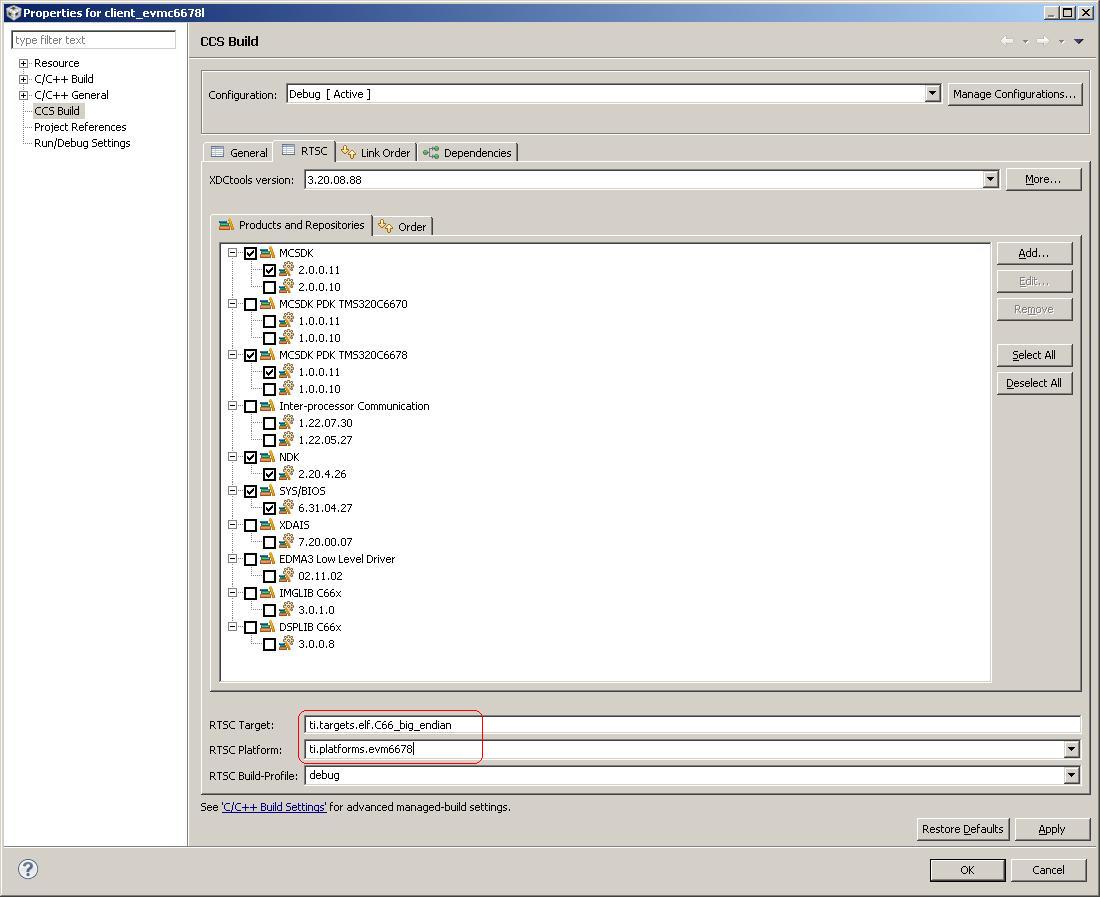 Properties for client_evmc6678l
type filter text
Resource
C/C++ Build
C/C++ General
CCS Build
Project References
Run/Debug Settings
CCS Build
Configuration: Debug [ Active ] Manage Configurations...
General RTSC Link Order Dependencies
XDCtools version: 3.20.08.88 More...
Products and Repositories Order
MCSDK
2.0.0.11
2.0.0.10
MCSDK PDK TMS320C6670
1.0.0.11
1.0.0.10
MCSDK PDK TMS320C6678
1.0.0.11
1.0.0.10
Inter-processor Communication
1.22.07.30
1.22.05.27
NDK
2.20.4.26
SYS/BIOS
6.31.04.27
XDAIS
7.20.00.07
EDMA3 Low Level Driver
02.11.02
IMGLIB C66x
3.0.1.0
DSPLIB C66x
3.0.0.8
Add...
Edit...
Remove
Select All
Deselect All
RTSC Target: ti.targets.elf.C66_big_endian
RTSC Platform: ti.platforms.evm6678
RTSC Build-Profile: debug
See 'C/C++ Build Settings' for advanced managed-build settings.
Restore Defaults Apply
? OK Cancel